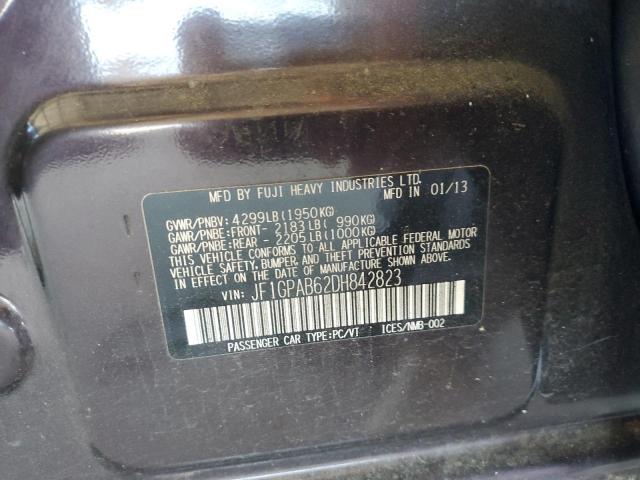 MFD BY FUJI HEAVY INDUSTRIES LTD.
MFD IN 01/13
GVWR/PNBV: 4299LB(1950KG)
GAWR/PNBE:FRONT- 2183LB( 990KG)
GAWR/PNBE:REAR - 2205LB(1000KG)
THIS VEHICLE CONFORMS TO ALL APPLICABLE FEDERAL MOTOR
VEHICLE SAFETY, BUMPER, AND THEFT PREVENTION STANDARDS
IN EFFECT ON THE DATE OF MANUFACTURE SHOWN ABOVE.
VIN: JF1GPAB62DH842823
PASSENGER CAR TYPE:PC/VT ICES/NMB-002